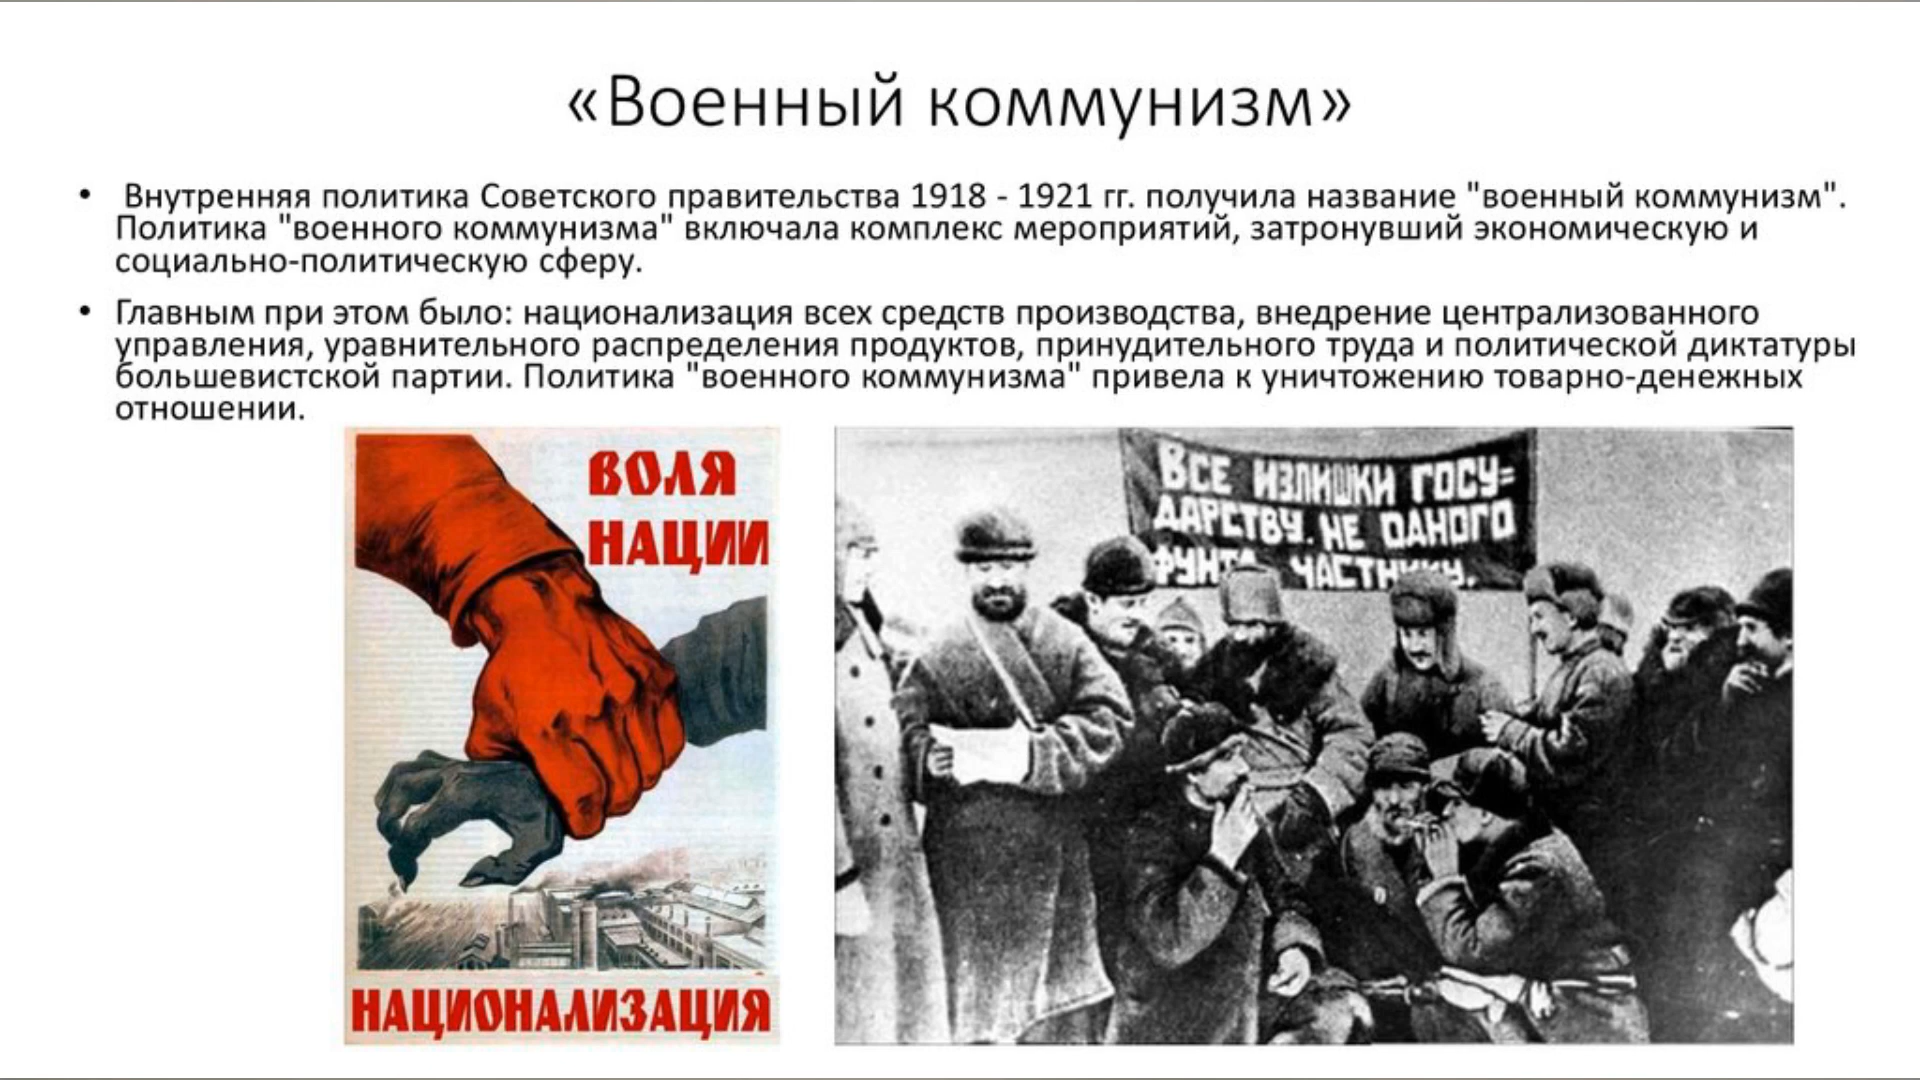 «Военный коммунизм»
• Внутренняя политика Советского правительства 1918 - 1921 гг. получила название "военный коммунизм".
Политика "военного коммунизма" включала комплекс мероприятий, затронувший экономическую и
социально-политическую сферу.
• Главным при этом было: национализация всех средств производства, внедрение централизованного
управления, уравнительного распределения продуктов, принудительного труда и политической диктатуры
большевистской партии. Политика "военного коммунизма" привела к уничтожению товарно-денежных
отношении.
ВОЛЯ
НАЦИИ
НАЦИОНАЛИЗАЦИЯ
ВСЕ ИЗЛИШКИ ГОСУ=
ДАРСТВУ. НЕ ОДНОГО
ФУНТА ЧАСТНИКУ.